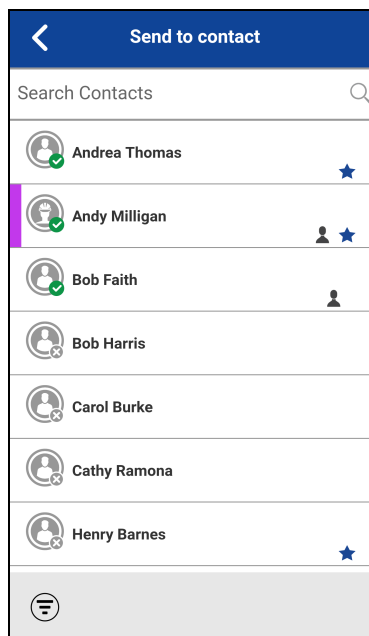 Send to contact
Search Contacts
Andrea Thomas
Andy Milligan
Bob Faith
Bob Harris
Carol Burke
Cathy Ramona
Henry Barnes